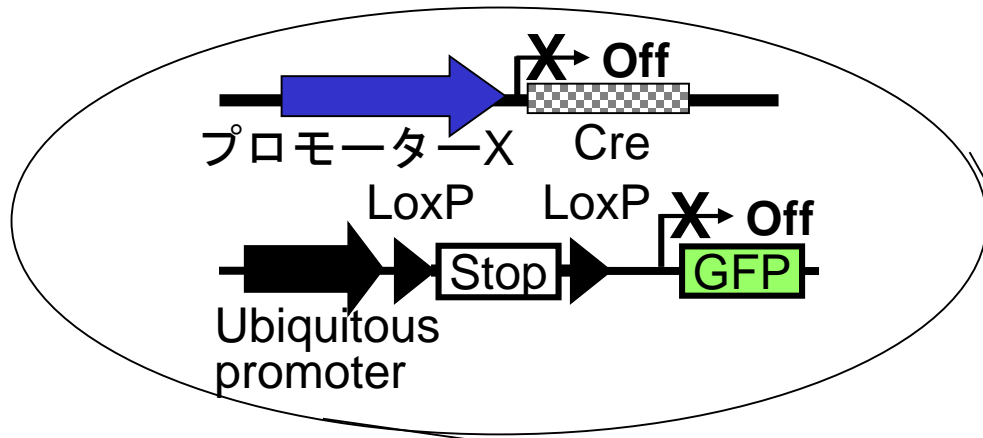 X Off
プロモーターX Cre
LoxP LoxP
X Off
Stop GFP
Ubiquitous
promoter